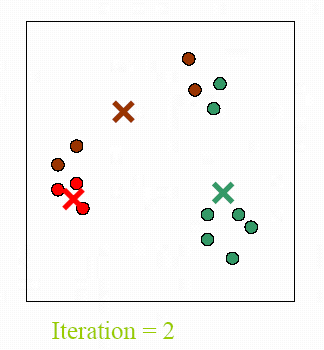 Iteration = 2